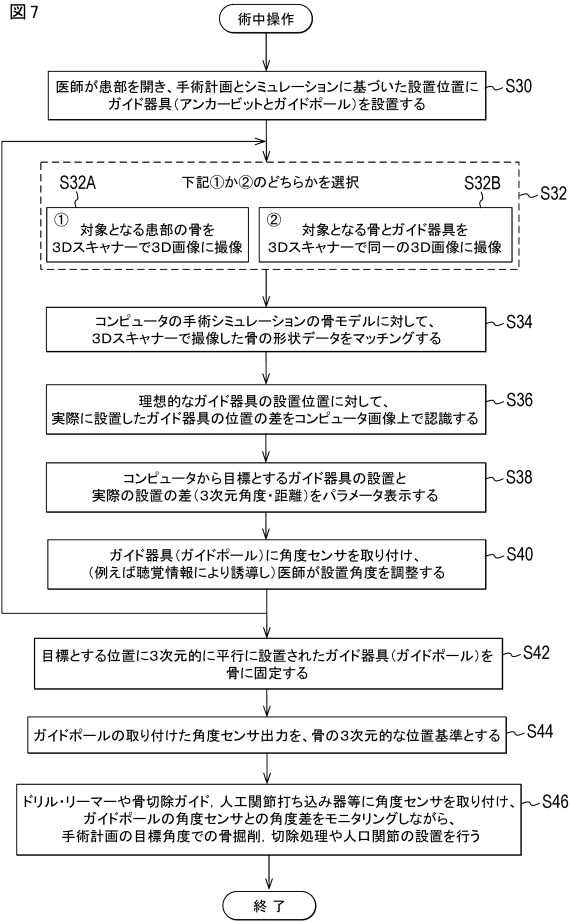 図7
術中操作
医師が患部を開き、手術計画とシミュレーションに基づいた設置位置に
ガイド器具(アンカービットとガイドポール)を設置する
S30
下記①か②のどちらかを選択
S32
S32A
①
対象となる患部の骨を
3Dスキャナーで3D画像に撮像
S32B
②
対象となる骨とガイド器具を
3Dスキャナーで同一の3D画像に撮像
コンピュータの手術シミュレーションの骨モデルに対して、
3Dスキャナーで撮像した骨の形状データをマッチングする
S34
理想的なガイド器具の設置位置に対して、
実際に設置したガイド器具の位置の差をコンピュータ画像上で認識する
S36
コンピュータから目標とするガイド器具の設置と
実際の設置の差(3次元角度・距離)をパラメータ表示する
S38
ガイド器具(ガイドポール)に角度センサを取り付け、
(例えば聴覚情報により誘導し)医師が設置角度を調整する
S40
目標とする位置に3次元的に平行に設置されたガイド器具(ガイドポール)を
骨に固定する
S42
ガイドポールの取り付けた角度センサ出力を、骨の3次元的な位置基準とする
S44
ドリル・リーマーや骨切除ガイド,人工関節打ち込み器等に角度センサを取り付け、
ガイドポールの角度センサとの角度差をモニタリングしながら、
手術計画の目標角度での骨掘削,切除処理や人口関節の設置を行う
S46
終了